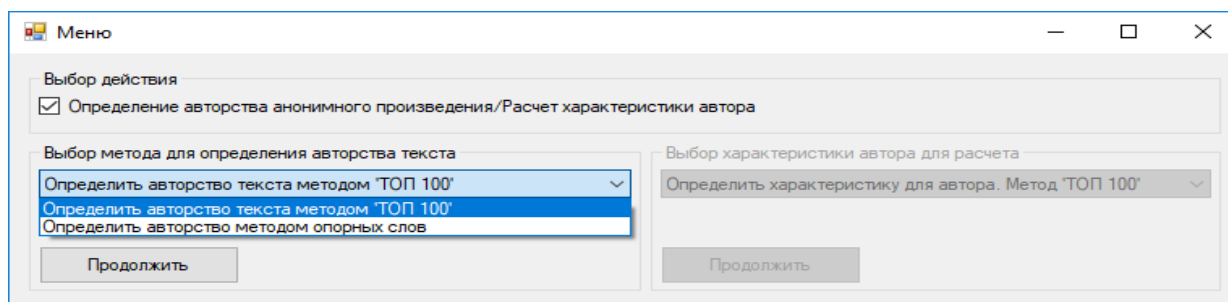 Меню
Выбор действия
Определение авторства анонимного произведения/Расчет характеристики автора
Выбор метода для определения авторства текста
Определить авторство текста методом "ТОП 100"
Определить авторство текста методом "ТОП 100"
Определить авторство методом опорных слов
Продолжить
Выбор характеристики автора для расчета
Определить характеристику для автора. Метод "ТОП 100"
Продолжить